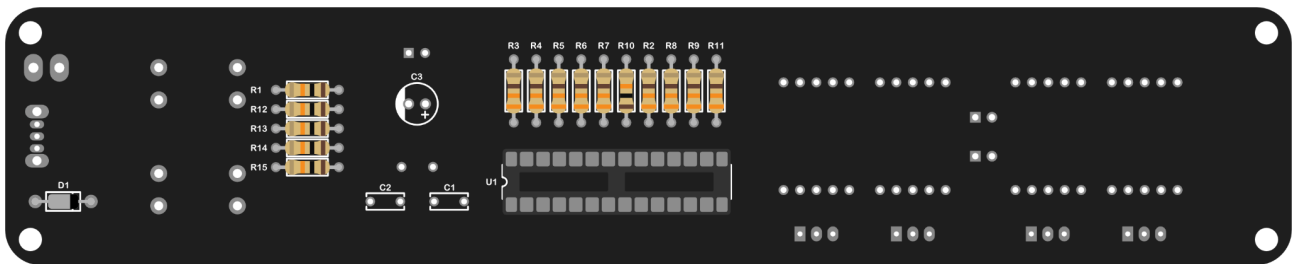 R3 R4 R5 R6 R7 R10 R2 R8 R9 R11
C3
R1
R12
R13
R14
R15
D1
C2 C1
U1
+